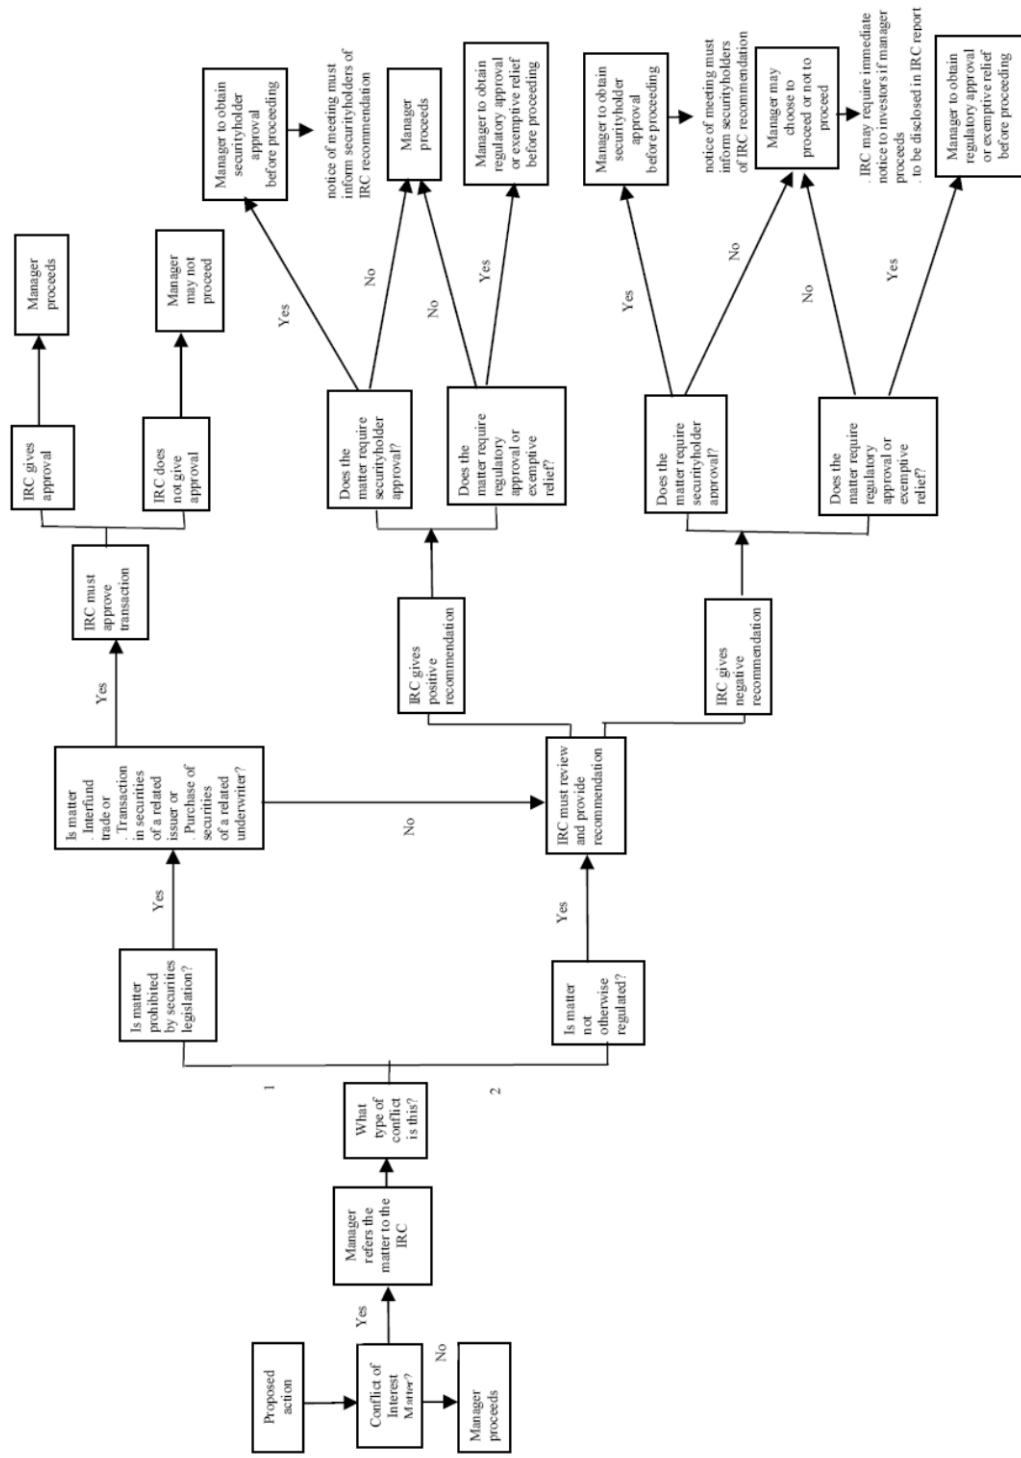 Proposed
action
Conflict of
Interest
Matter?
No
Manager
proceeds
Yes
Manager
refers the
matter to the
IRC
What
type of
conflict
is this?
1
2
Is matter
prohibited
by securities
legislation?
Yes
Is matter
. Interfund
trade or
. Transaction
in securities
of a related
issuer or
. Purchase of
securities
of a related
underwriter?
Yes
IRC must
approve
transaction
IRC gives
approval
Manager
proceeds
IRC does
not give
approval
Manager
may not
proceed
No
Is matter
not
otherwise
regulated?
Yes
IRC must review
and provide
recommendation
IRC gives
positive
recommendation
Does the
matter require
securityholder
approval?
Yes
Manager to obtain
securityholder
approval
before proceeding
notice of meeting must
inform securityholders of
IRC recommendation
No
Manager
proceeds
Does the
matter require
regulatory
approval or
exemptive
relief?
No
Yes
Manager to obtain
regulatory approval
or exemptive relief
before proceeding
IRC gives
negative
recommendation
Does the
matter require
securityholder
approval?
Yes
Manager to obtain
securityholder
approval
before proceeding
notice of meeting must
inform securityholders
of IRC recommendation
No
Manager may
choose to
proceed or not to
proceed
. IRC may require immediate
notice to investors if manager
proceeds
. to be disclosed in IRC report
Does the
matter require
regulatory
approval or
exemptive
relief?
No
Yes
Manager to obtain
regulatory approval
or exemptive relief
before proceeding